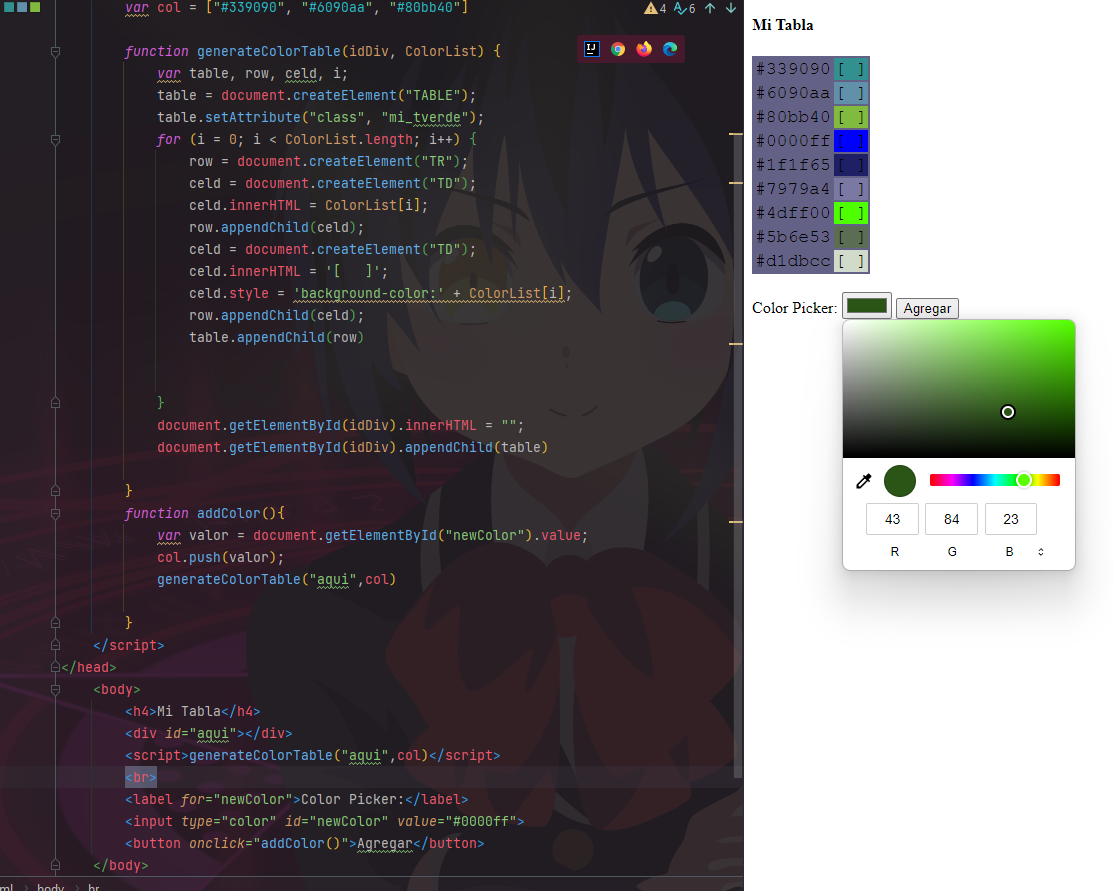 var col = ["#339090", "#6090aa", "#80bb40"]
4 6
function generateColorTable(idDiv, ColorList) {
var table, row, celd, i;
table = document.createElement("TABLE");
table.setAttribute("class", "mi_tverde");
for (i = 0; i < ColorList.length; i++) {
row = document.createElement("TR");
celd = document.createElement("TD");
celd.innerHTML = ColorList[i];
row.appendChild(celd);
celd = document.createElement("TD");
celd.innerHTML = '[   ]';
celd.style = 'background-color:' + ColorList[i];
row.appendChild(celd);
table.appendChild(row)
}
document.getElementById(idDiv).innerHTML = "";
document.getElementById(idDiv).appendChild(table)
}
function addColor(){
var valor = document.getElementById("newColor").value;
col.push(valor);
generateColorTable("aqui",col)
}
</script>
</head>
<body>
<h4>Mi Tabla</h4>
<div id="aqui"></div>
<script>generateColorTable("aqui",col)</script>
<br>
<label for="newColor">Color Picker:</label>
<input type="color" id="newColor" value="#0000ff">
<button onclick="addColor()">Agregar</button>
</body>
ml › body › br
Mi Tabla
#339090 [ ]
#6090aa [ ]
#80bb40 [ ]
#0000ff [ ]
#1f1f65 [ ]
#7979a4 [ ]
#4dff00 [ ]
#5b6e53 [ ]
#d1dbcc [ ]
Color Picker: Agregar
43 84 23
R G B